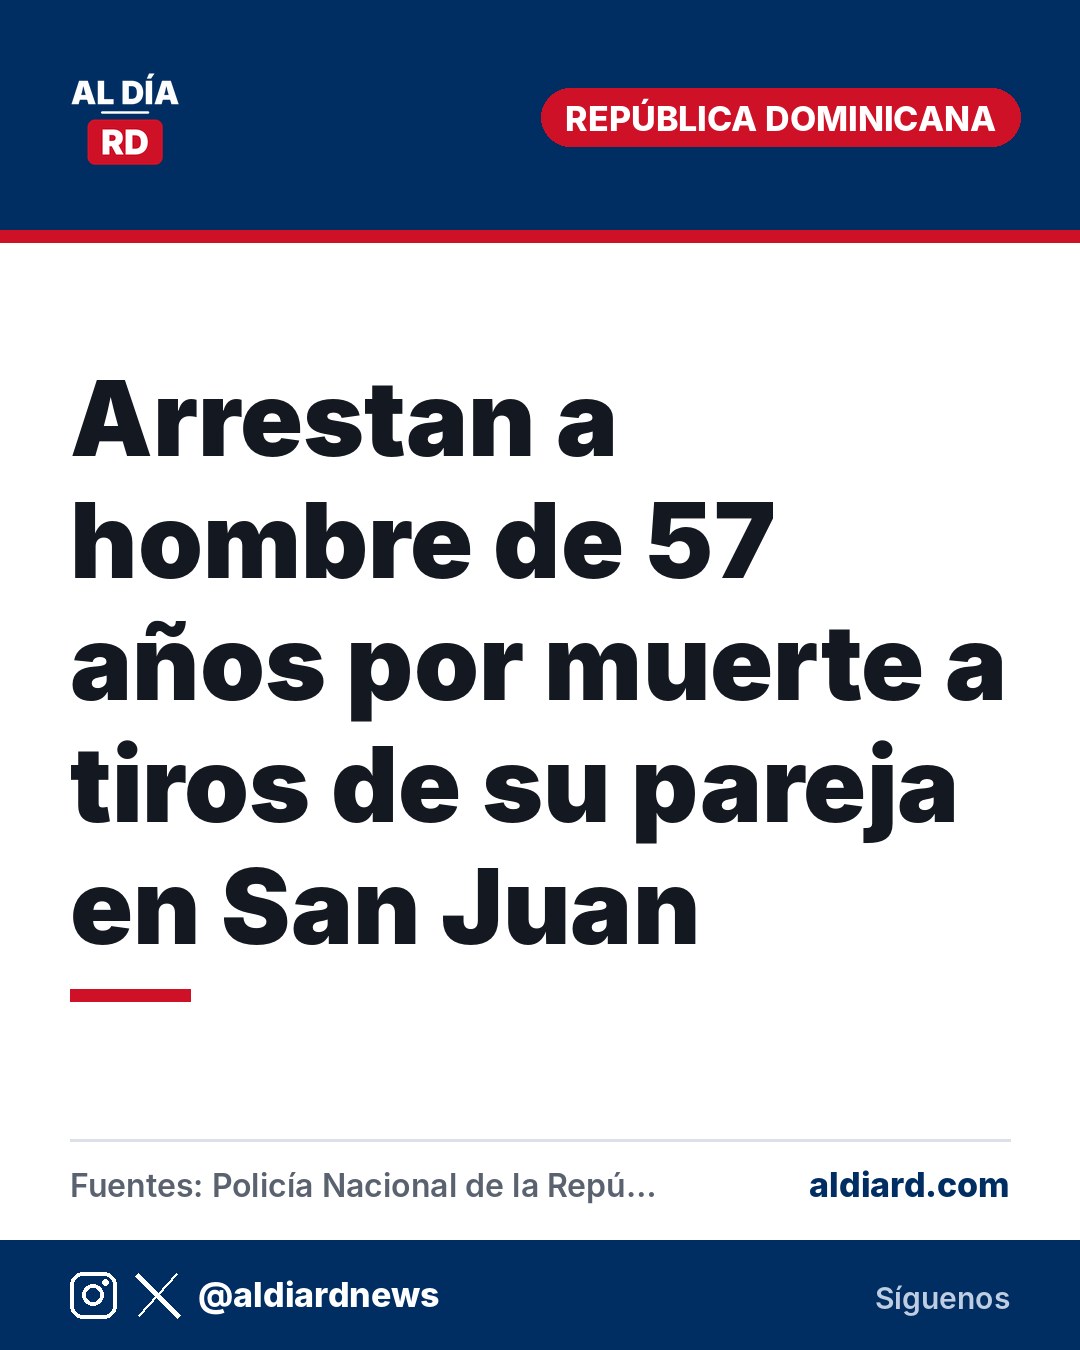 AL DÍA
RD
REPÚBLICA DOMINICANA
Arrestan a
hombre de 57
años por muerte a
tiros de su pareja
en San Juan
Fuentes: Policía Nacional de la Repú...
aldiard.com
@aldiardnews
Síguenos